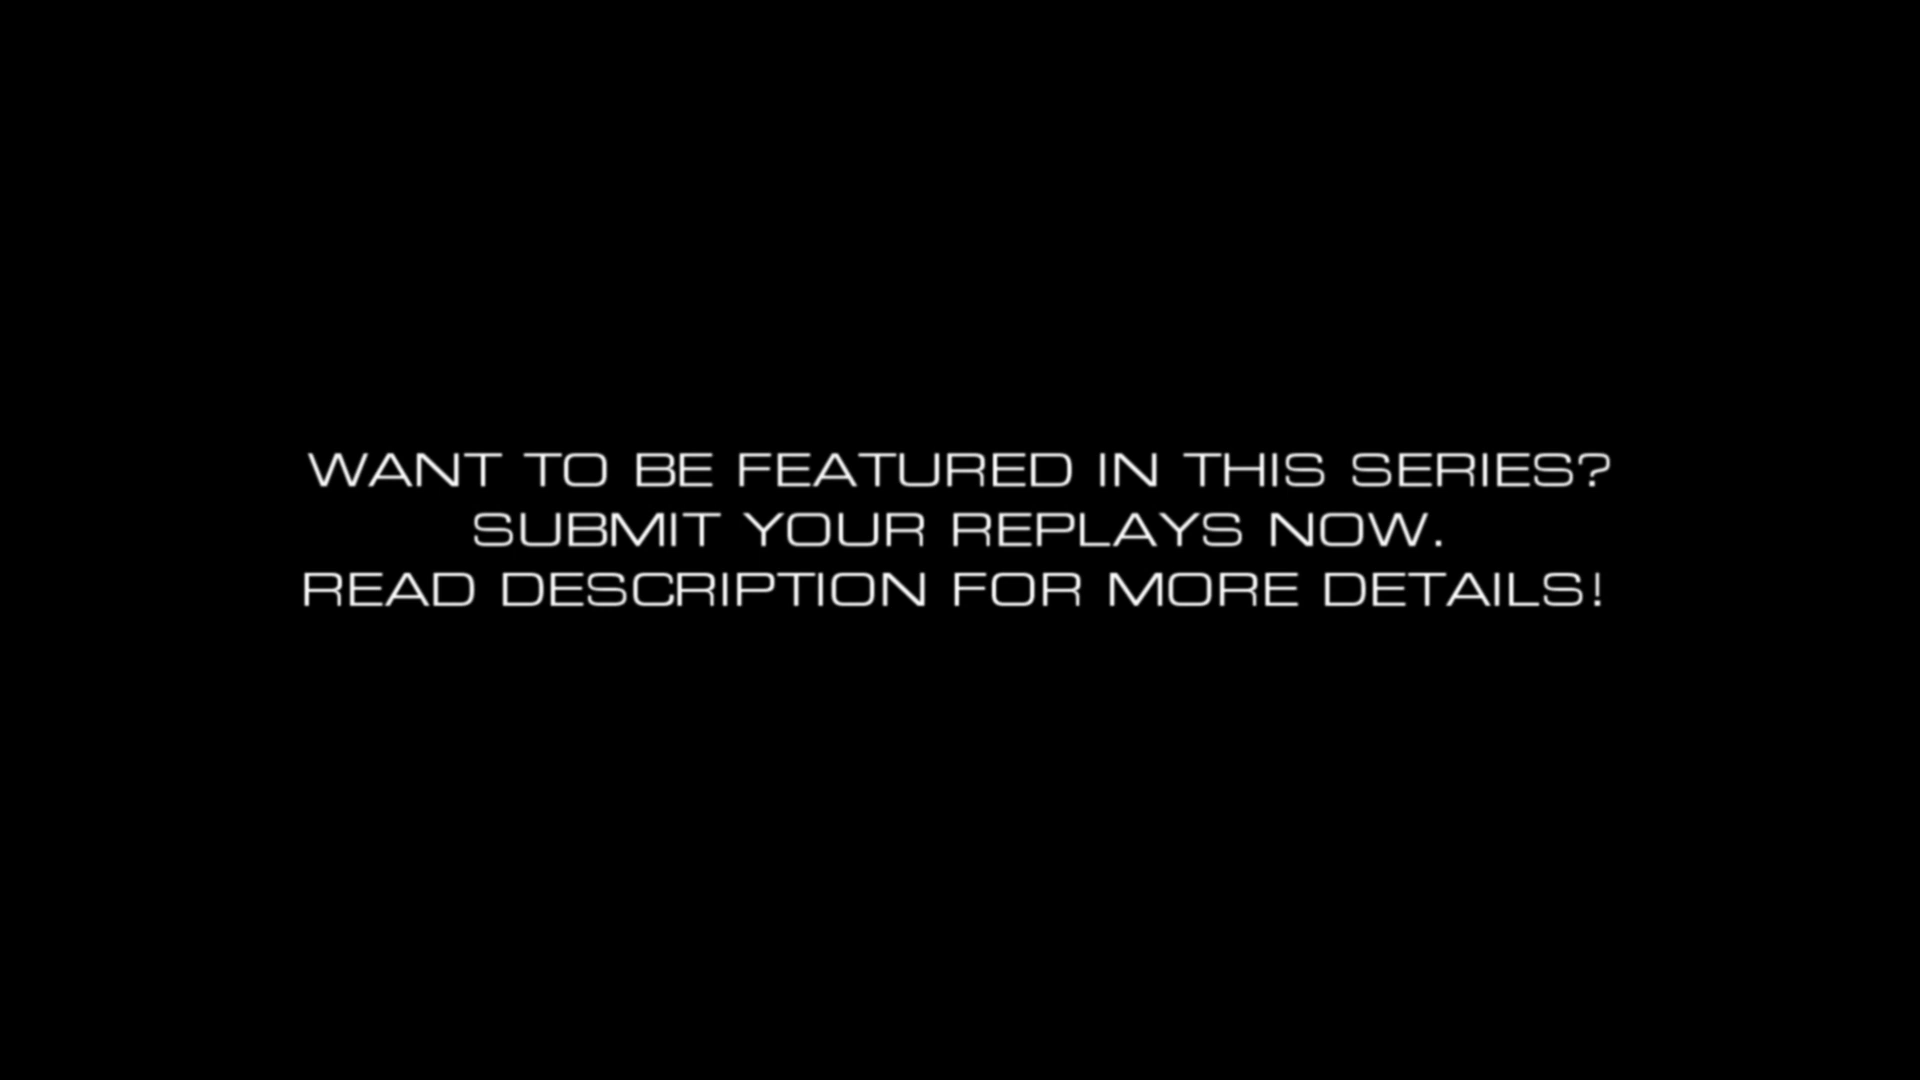 WANT TO BE FEATURED IN THIS SERIES?
SUBMIT YOUR REPLAYS NOW.
READ DESCRIPTION FOR MORE DETAILS!